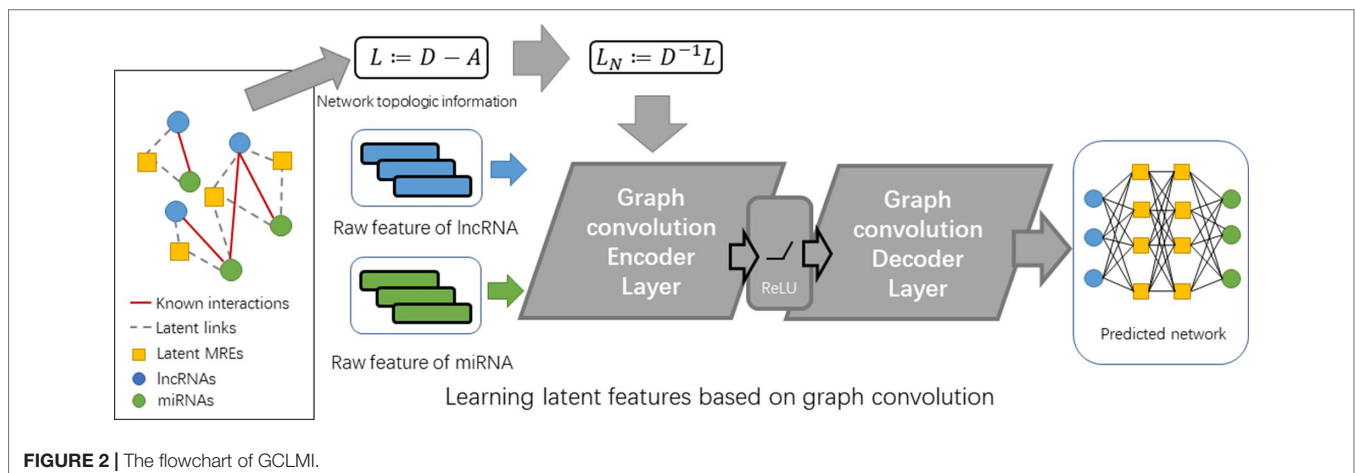 L := D − A
L_N := D⁻¹L
Network topologic information
Raw feature of lncRNA
Raw feature of miRNA
Known interactions
Latent links
Latent MREs
lncRNAs
miRNAs
Graph
convolution
Encoder
Layer
ReLU
Graph
convolution
Decoder
Layer
Predicted network
Learning latent features based on graph convolution
FIGURE 2 | The flowchart of GCLMI.